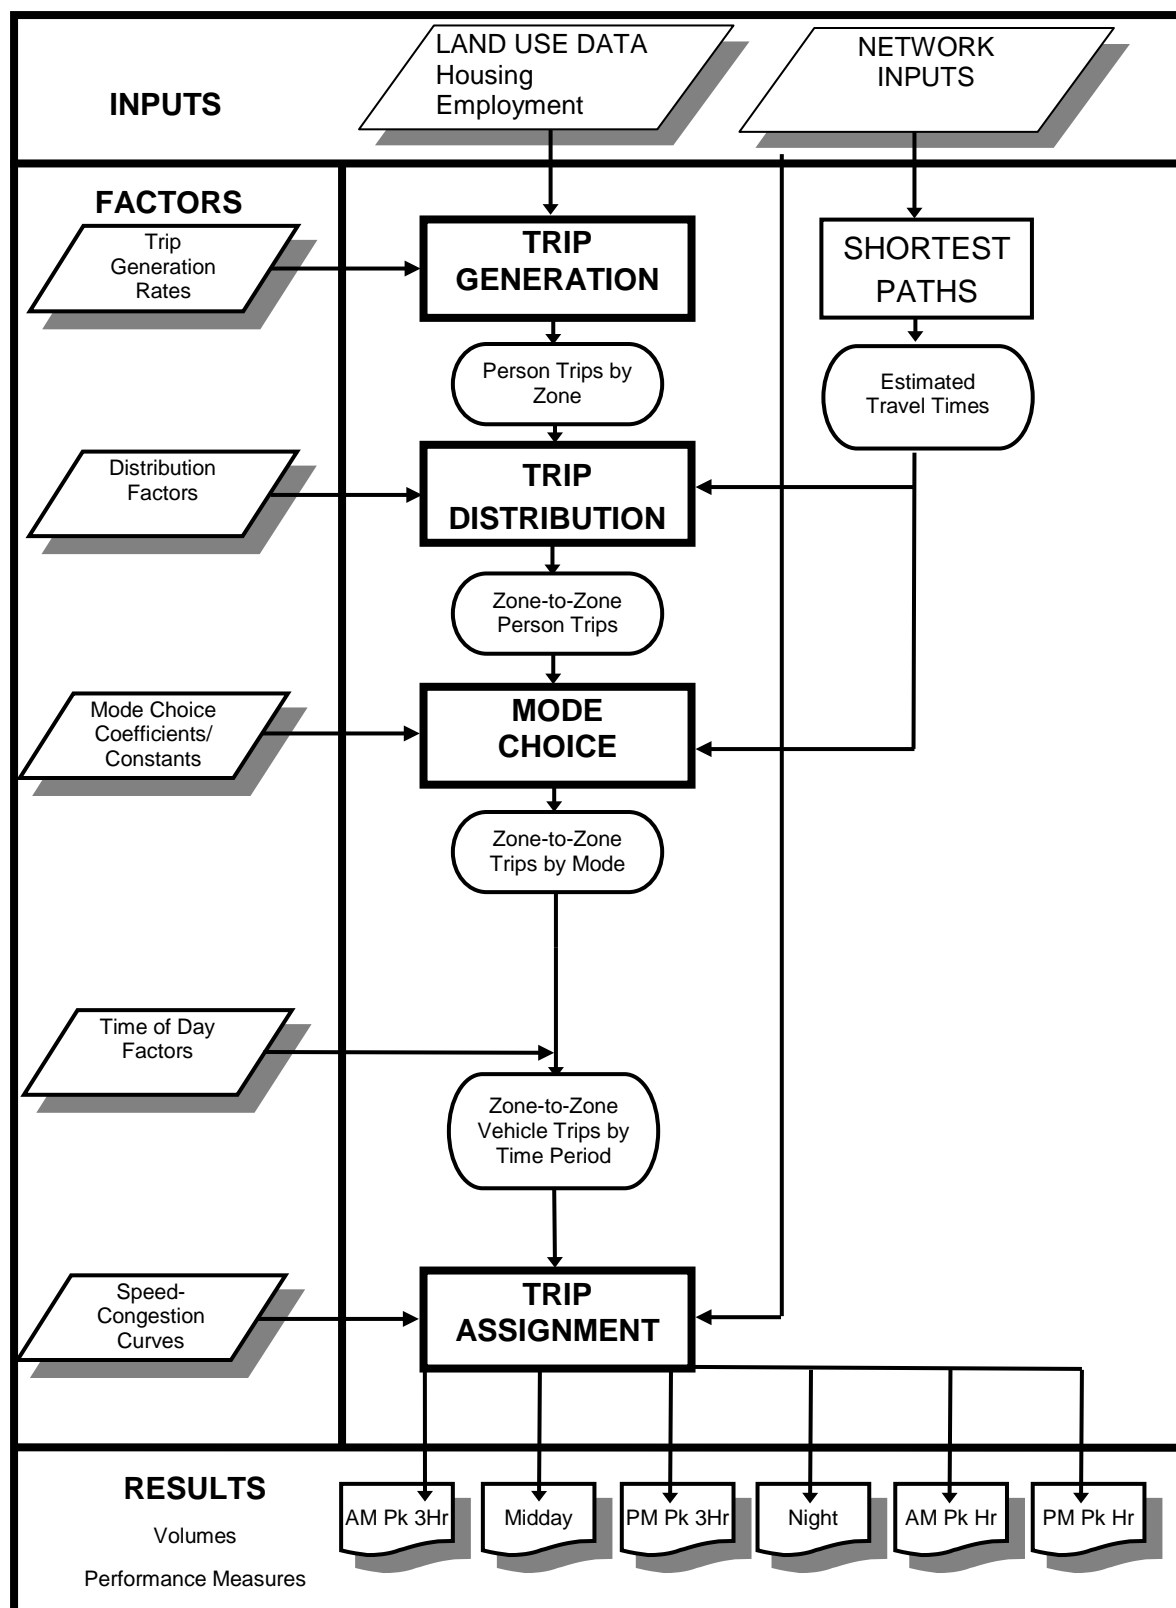 INPUTS
LAND USE DATA
Housing
Employment
NETWORK
INPUTS
FACTORS
Trip
Generation
Rates
TRIP
GENERATION
SHORTEST
PATHS
Person Trips by
Zone
Estimated
Travel Times
Distribution
Factors
TRIP
DISTRIBUTION
Zone-to-Zone
Person Trips
Mode Choice
Coefficients/
Constants
MODE
CHOICE
Zone-to-Zone
Trips by Mode
Time of Day
Factors
Zone-to-Zone
Vehicle Trips by
Time Period
Speed-
Congestion
Curves
TRIP
ASSIGNMENT
RESULTS
Volumes
Performance Measures
AM Pk 3Hr
Midday
PM Pk 3Hr
Night
AM Pk Hr
PM Pk Hr